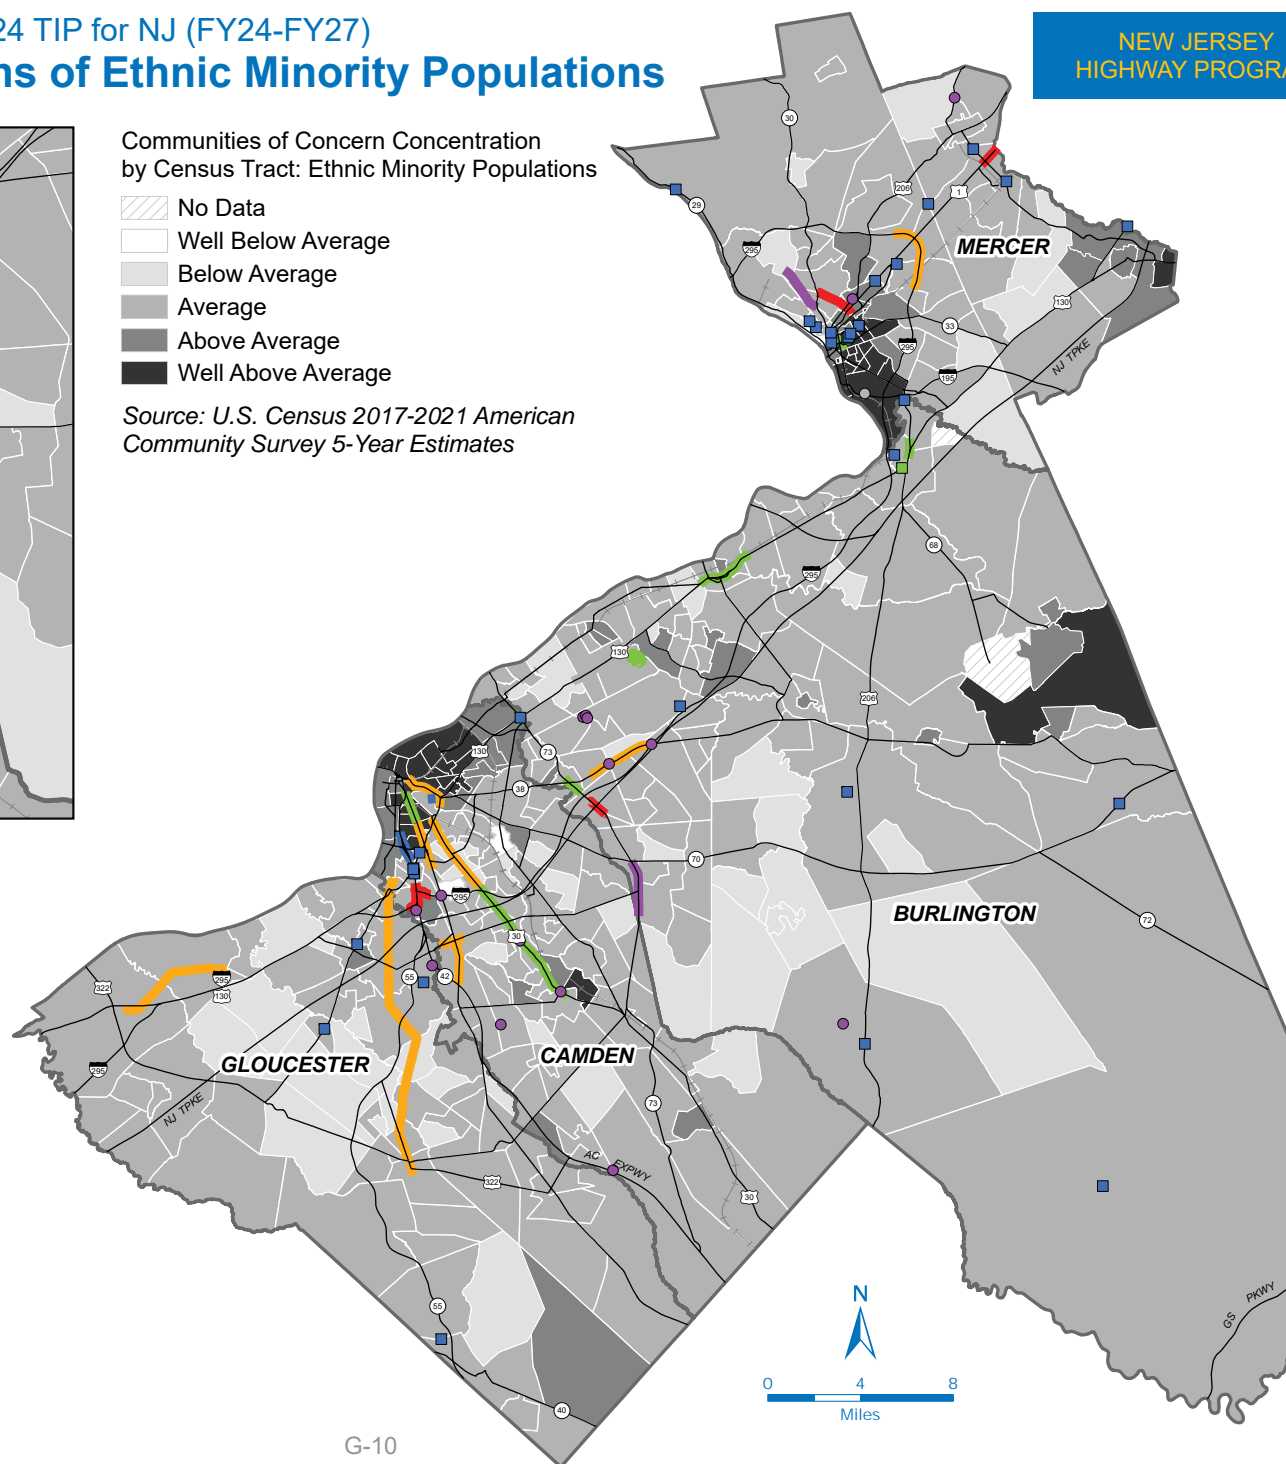 24 TIP for NJ (FY24-FY27)
ns of Ethnic Minority Populations
NEW JERSEY
HIGHWAY PROGRA
Communities of Concern Concentration
by Census Tract: Ethnic Minority Populations
No Data
Well Below Average
Below Average
Average
Above Average
Well Above Average
Source: U.S. Census 2017-2021 American
Community Survey 5-Year Estimates
30
206
1
29
295
MERCER
130
33
295
NJ TPKE
195
68
295
130
206
73
130
38
70
295
BURLINGTON
72
30
55
42
322
295
130
GLOUCESTER
CAMDEN
295
NJ TPKE
73
AC EXPWY
322
30
55
GS PKWY
40
N
0 4 8
Miles
G-10